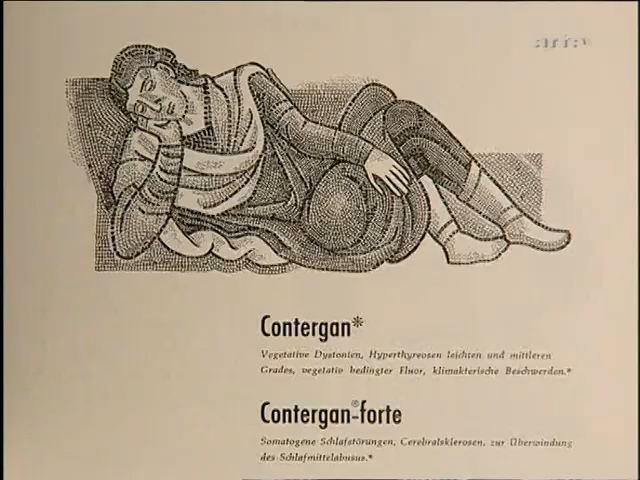 arte
Contergan*
Vegetative Dystonien, Hyperthyreosen leichten und mittleren
Grades, vegetativ bedingter Fluor, klimakterische Beschwerden.*
Contergan®-forte
Somatogene Schlafstörungen, Cerebralsklerosen, zur Überwindung
des Schlafmittelabusus.*